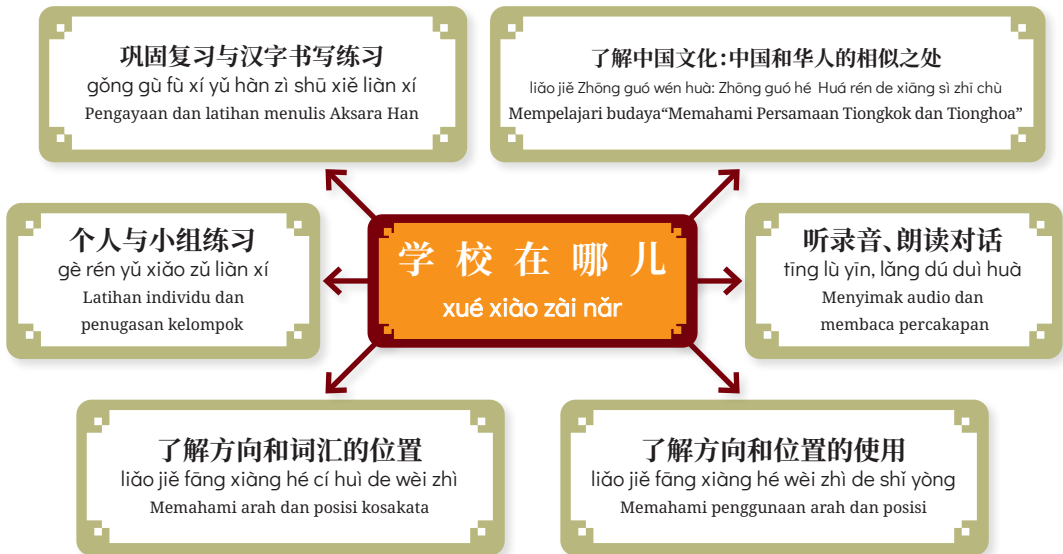 巩固复习与汉字书写练习
gǒng gù fù xí yǔ hàn zì shū xiě liàn xí
Pengayaan dan latihan menulis Aksara Han
了解中国文化:中国和华人的相似之处
liǎo jiě Zhōng guó wén huà: Zhōng guó hé Huá rén de xiāng sì zhī chù
Mempelajari budaya“Memahami Persamaan Tiongkok dan Tionghoa”
个人与小组练习
gè rén yǔ xiǎo zǔ liàn xí
Latihan individu dan
penugasan kelompok
学校在哪儿
xué xiào zài nǎr
听录音、朗读对话
tīng lù yīn, lǎng dú duì huà
Menyimak audio dan
membaca percakapan
了解方向和词汇的位置
liǎo jiě fāng xiàng hé cí huì de wèi zhì
Memahami arah dan posisi kosakata
了解方向和位置的使用
liǎo jiě fāng xiàng hé wèi zhì de shǐ yòng
Memahami penggunaan arah dan posisi